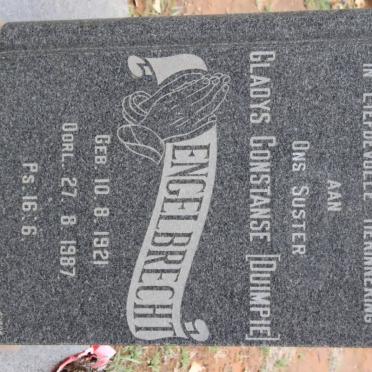 IN LIEFDEVOLLE HERINNERING
AAN
ONS SUSTER
GLADYS CONSTANSE [DUIMPIE]
ENGELBRECHT
GEB. 10. 8. 1921
OORL. 27. 8. 1987
PS. 16: 6.